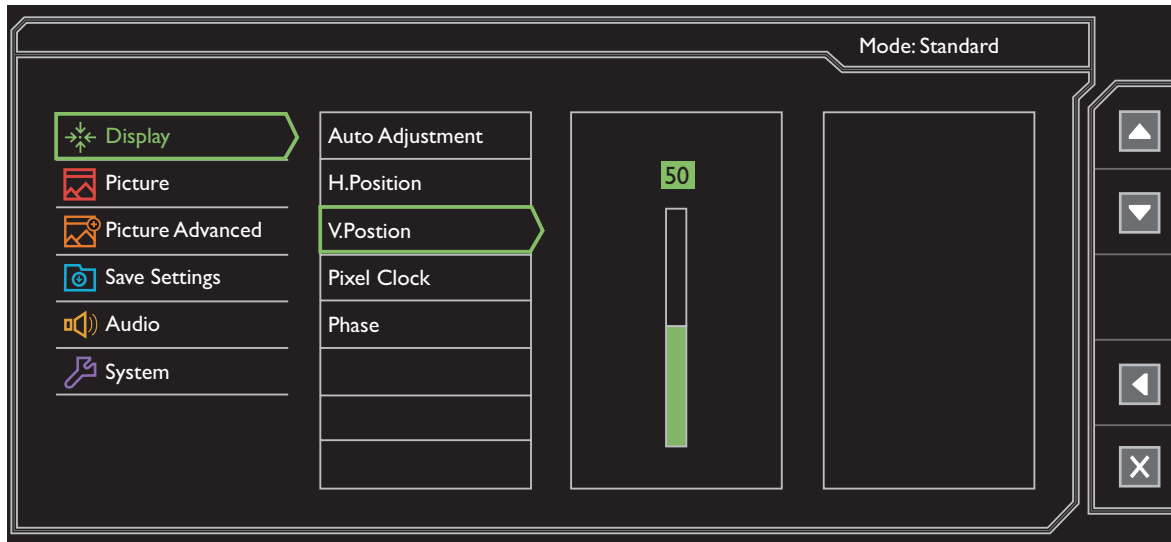 Mode: Standard
Display
Picture
Picture Advanced
Save Settings
Audio
System
Auto Adjustment
H.Position
V.Postion
Pixel Clock
Phase
50